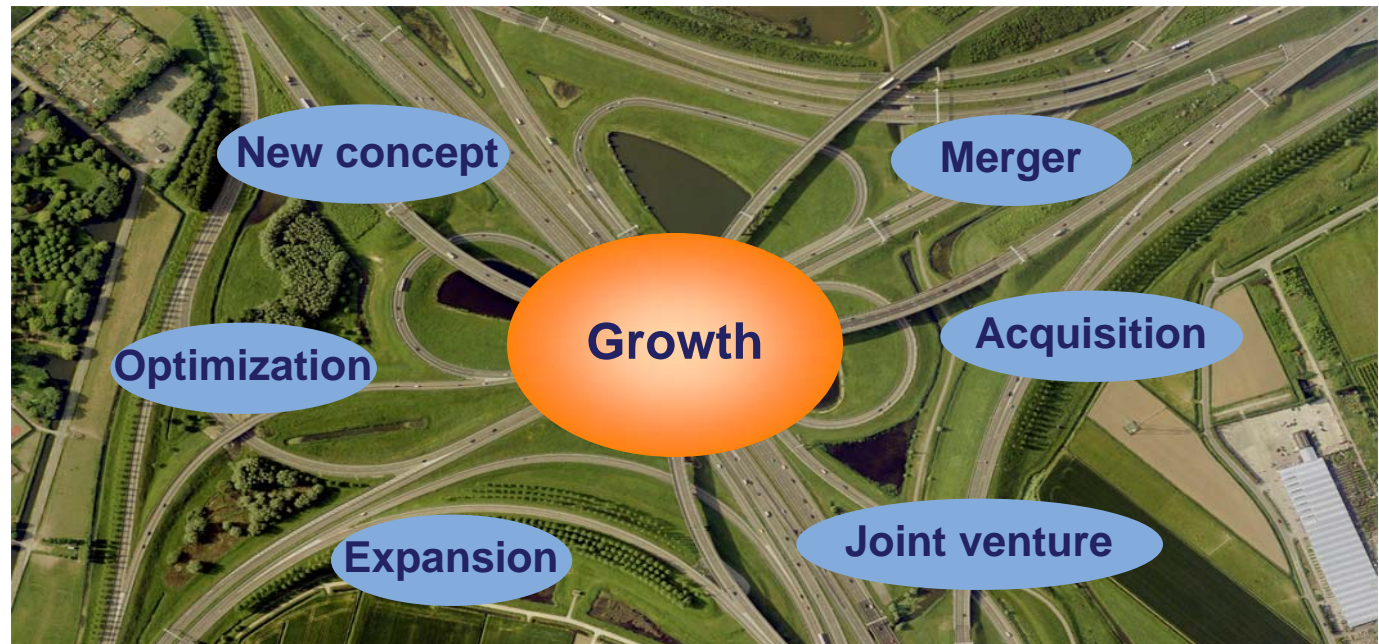 New concept
Merger
Growth
Acquisition
Optimization
Joint venture
Expansion